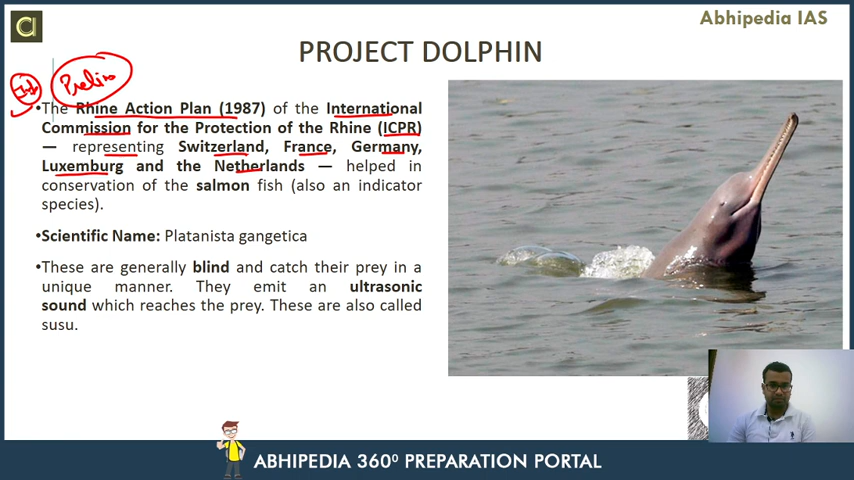 Abhipedia IAS
PROJECT DOLPHIN
Prelims
•The Rhine Action Plan (1987) of the International
Commission for the Protection of the Rhine (ICPR)
— representing Switzerland, France, Germany,
Luxemburg and the Netherlands — helped in
conservation of the salmon fish (also an indicator
species).
•Scientific Name: Platanista gangetica
•These are generally blind and catch their prey in a
unique manner. They emit an ultrasonic
sound which reaches the prey. These are also called
susu.
ABHIPEDIA 360⁰ PREPARATION PORTAL